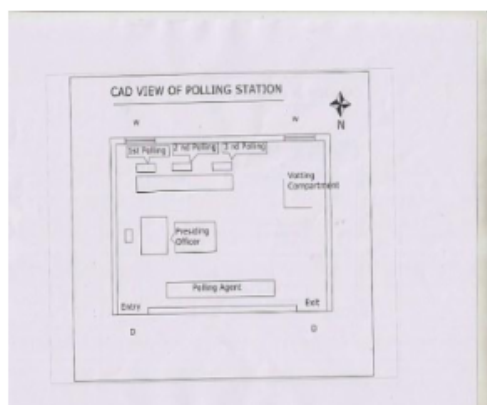 CAD VIEW OF POLLING STATION
N
W
W
1st Polling
2 nd Polling
3 rd Polling
Votting
Compartment
Presiding
Officer
Polling Agent
Entry
Exit
D
D